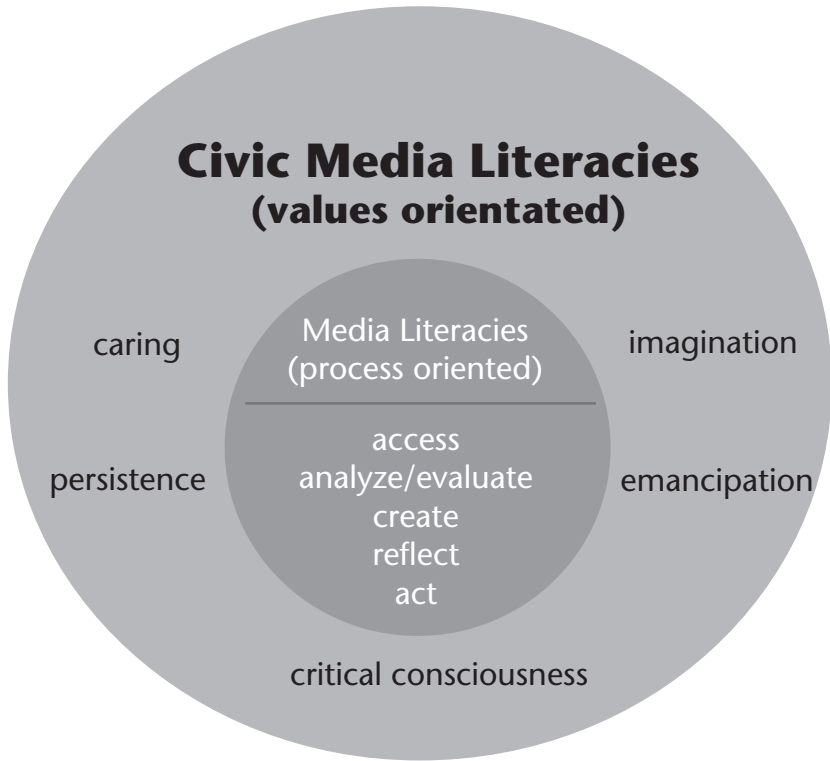 Civic Media Literacies
(values orientated)
Media Literacies
(process oriented)
caring
imagination
access
analyze/evaluate
create
reflect
act
persistence
emancipation
critical consciousness